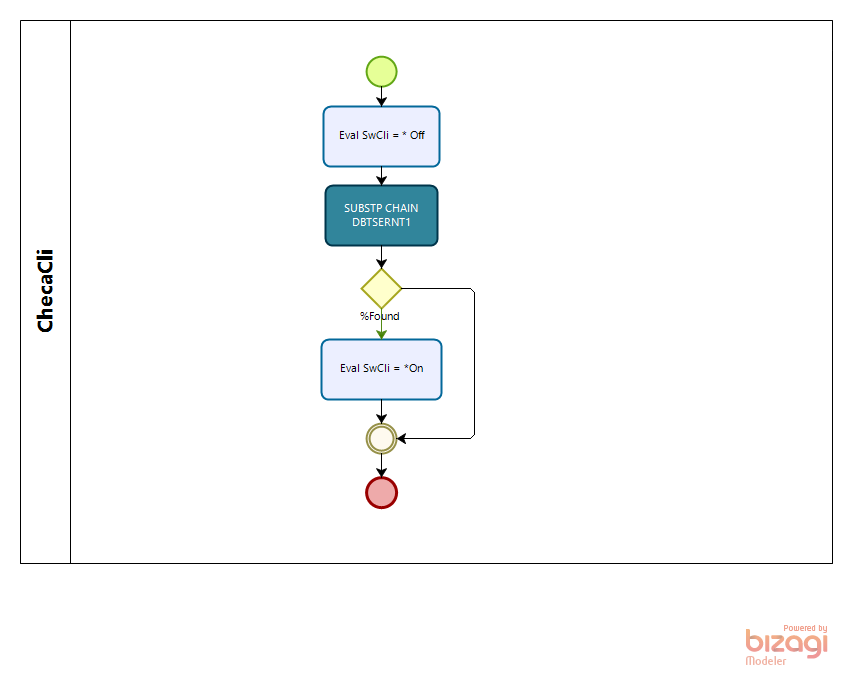 ChecaCli
Eval SwCli = * Off
SUBSTP CHAIN
DBTSERNT1
%Found
Eval SwCli = *On
Powered by
bizagi
Modeler